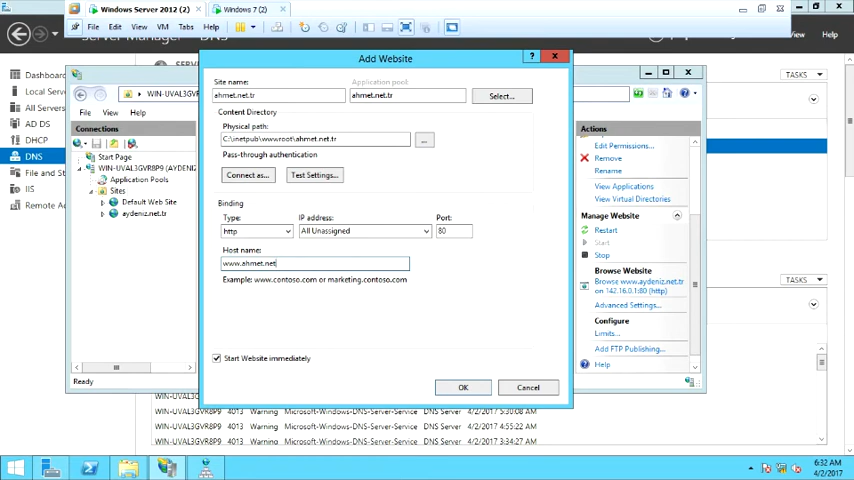 Windows Server 2012 (2)
Windows 7 (2)
File Edit View VM Tabs Help
Add Website
TASKS
Dashboard
Local Serve
All Servers
AD DS
DHCP
DNS
File and St
IIS
Remote Ac
WIN-UVAL3GVR8P9
File View Help
Connections
Start Page
WIN-UVAL3GVR8P9 (AYDENIZ
Application Pools
Sites
Default Web Site
aydeniz.net.tr
Ready
Site name:
Application pool:
ahmet.net.tr
ahmet.net.tr
Select...
Content Directory
Physical path:
C:\inetpub\wwwroot\ahmet.net.tr
...
Pass-through authentication
Connect as...
Test Settings...
Binding
Type:
IP address:
Port:
http
All Unassigned
80
Host name:
www.ahmet.net
Example: www.contoso.com or marketing.contoso.com
Start Website immediately
OK
Cancel
Actions
Edit Permissions...
Remove
Rename
View Applications
View Virtual Directories
Manage Website
Restart
Start
Stop
Browse Website
Browse www.aydeniz.net.tr
on 142.16.0.1:80 (http)
Advanced Settings...
Configure
Limits...
Add FTP Publishing...
Help
TASKS
WIN-UVAL3GVR8P9 4013 Warning Microsoft-Windows-DNS-Server-Service DNS Server 4/2/2017 5:30:08 AM
WIN-UVAL3GVR8P9 4013 Warning Microsoft-Windows-DNS-Server-Service DNS Server 4/2/2017 4:55:22 AM
WIN-UVAL3GVR8P9 4013 Warning Microsoft-Windows-DNS-Server-Service DNS Server 4/2/2017 3:34:27 AM
6:32 AM
4/2/2017